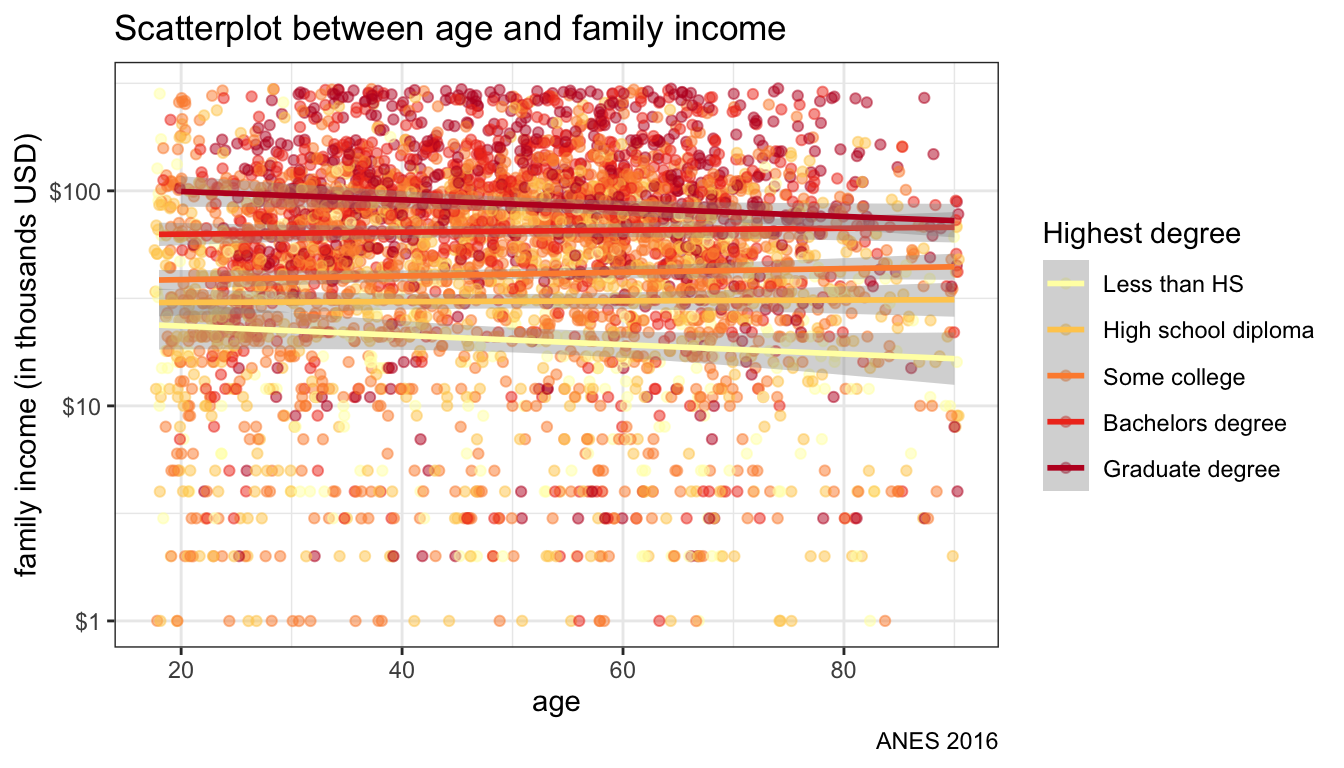 Scatterplot between age and family income
family income (in thousands USD)
$100
$10
$1
20 40 60 80
age
Highest degree
Less than HS
High school diploma
Some college
Bachelors degree
Graduate degree
ANES 2016